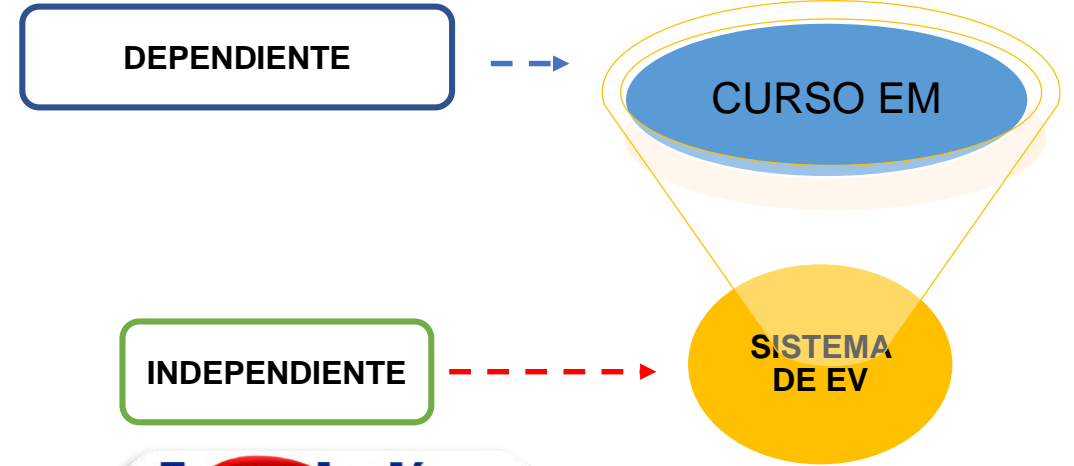 DEPENDIENTE
CURSO EM
INDEPENDIENTE
SISTEMA
DE EV